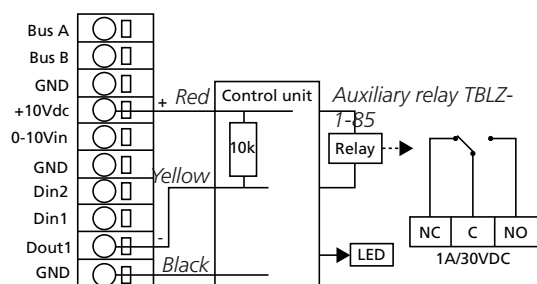 Bus A
Bus B
GND
+10Vdc
0-10Vin
GND
Din2
Din1
Dout1
GND
+ Red
Yellow
-
Black
Control unit
10k
Auxiliary relay TBLZ-
1-85
Relay
LED
NC C NO
1A/30VDC